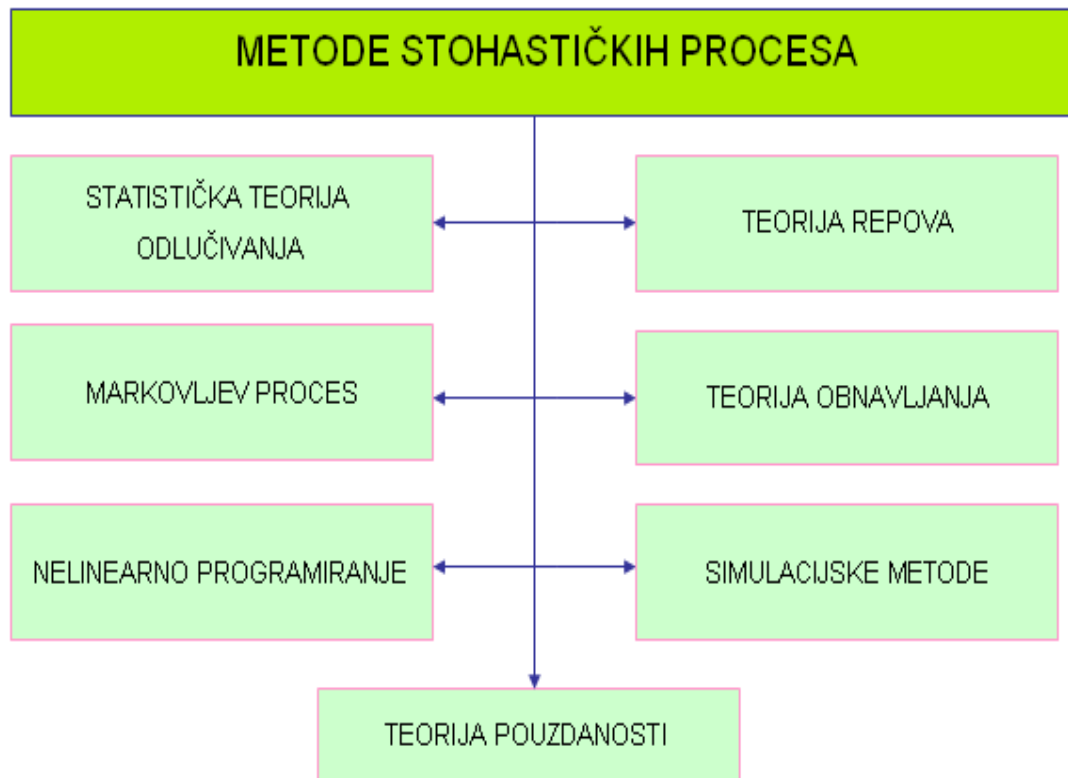 METODE STOHASTIČKIH PROCESA
STATISTIČKA TEORIJA
ODLUČIVANJA
TEORIJA REPOVA
MARKOVLJEV PROCES
TEORIJA OBNAVLJANJA
NELINEARNO PROGRAMIRANJE
SIMULACIJSKE METODE
TEORIJA POUZDANOSTI